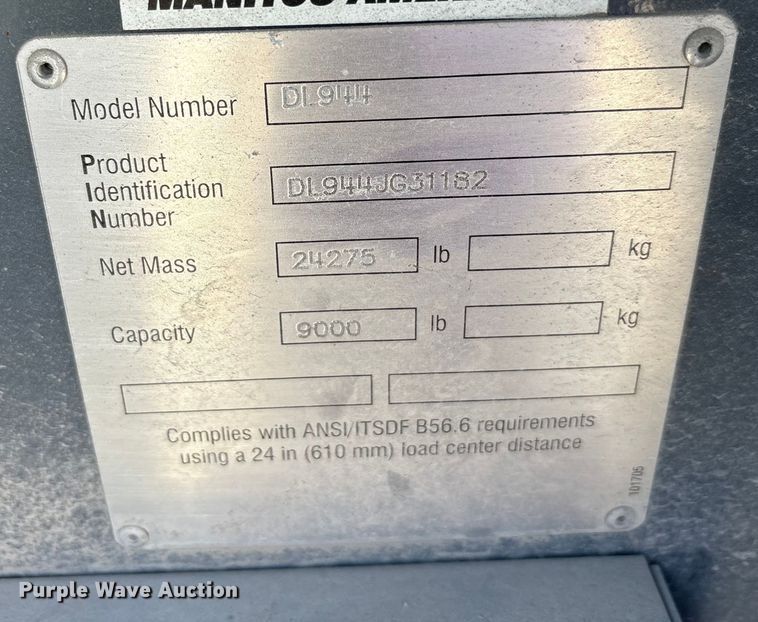 Model Number DL944
Product
Identification
Number DL944JG31182
Net Mass 24275 lb kg
Capacity 9000 lb kg
Complies with ANSI/ITSDF B56.6 requirements
using a 24 in (610 mm) load center distance
101705
Purple Wave Auction